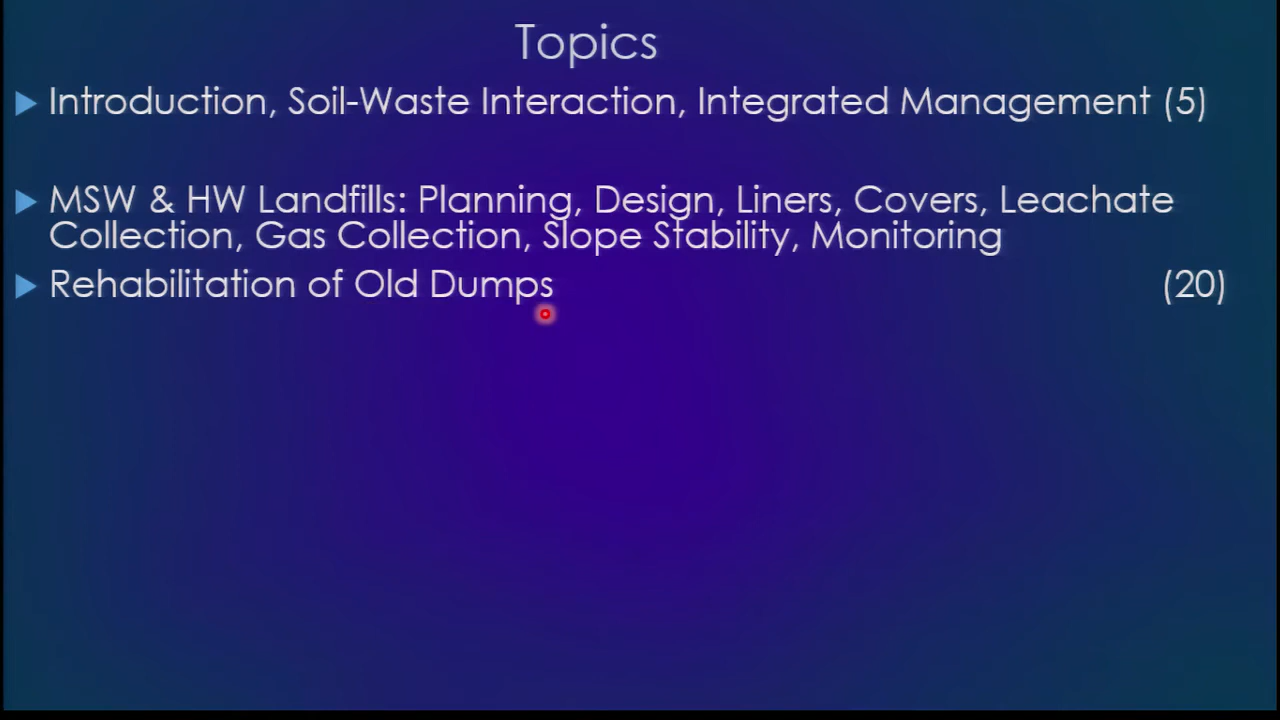 Topics
Introduction, Soil-Waste Interaction, Integrated Management (5)
MSW & HW Landfills: Planning, Design, Liners, Covers, Leachate
Collection, Gas Collection, Slope Stability, Monitoring
Rehabilitation of Old Dumps (20)